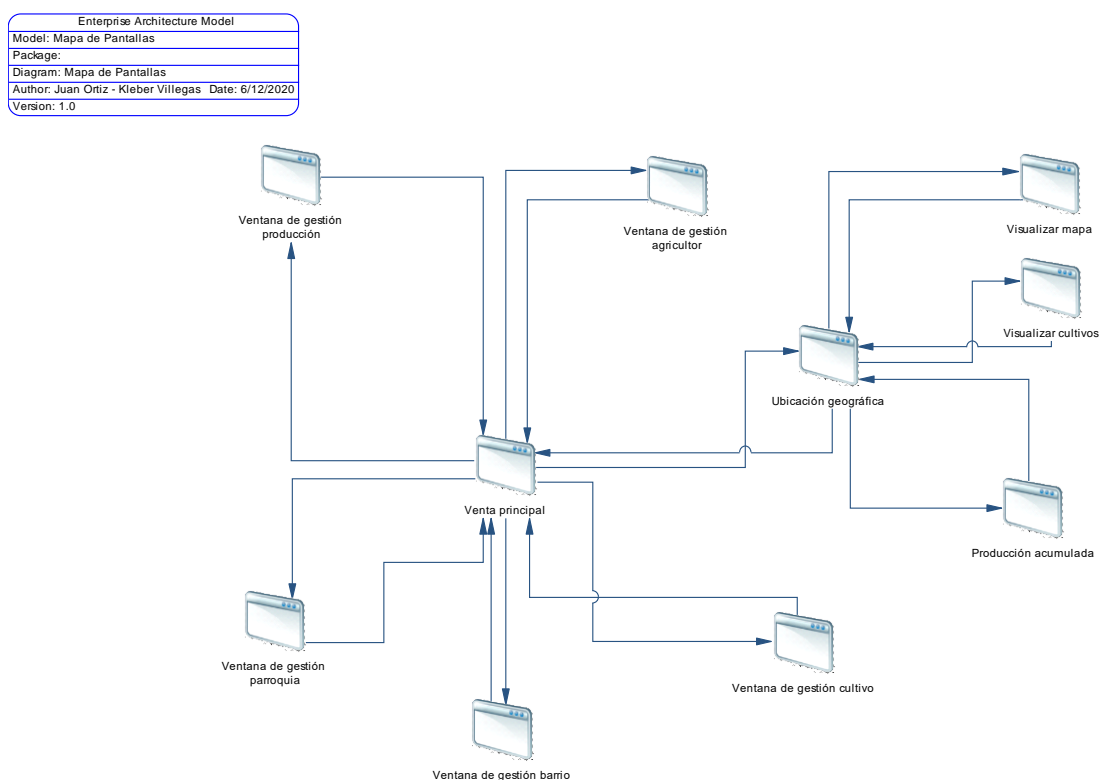 Enterprise Architecture Model
Model: Mapa de Pantallas
Package:
Diagram: Mapa de Pantallas
Author: Juan Ortiz - Kleber Villegas Date: 6/12/2020
Version: 1.0
Ventana de gestión
producción
Ventana de gestión
agricultor
Visualizar mapa
Visualizar cultivos
Ubicación geográfica
Venta principal
Producción acumulada
Ventana de gestión
parroquia
Ventana de gestión cultivo
Ventana de gestión barrio